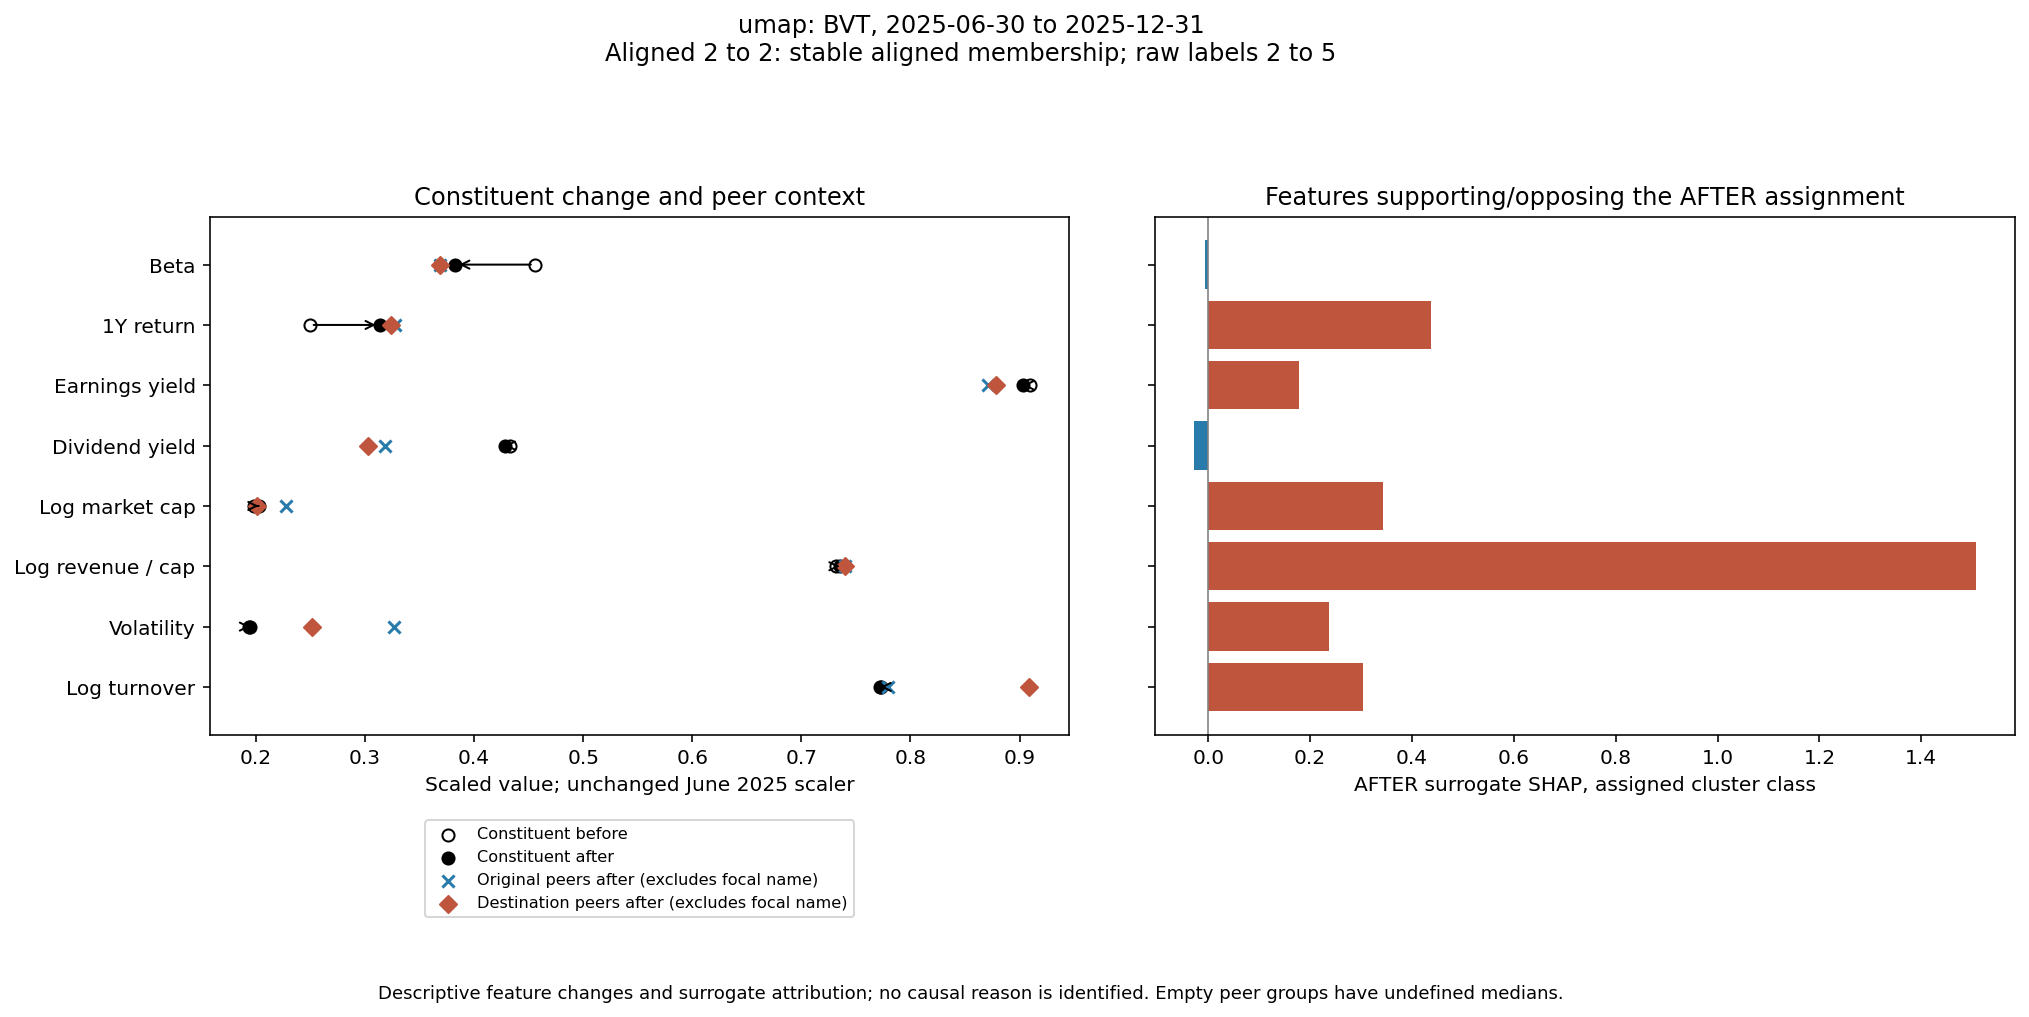 umap: BVT, 2025-06-30 to 2025-12-31
Aligned 2 to 2: stable aligned membership; raw labels 2 to 5
Constituent change and peer context
Beta
1Y return
Earnings yield
Dividend yield
Log market cap
Log revenue / cap
Volatility
Log turnover
0.2 0.3 0.4 0.5 0.6 0.7 0.8 0.9
Scaled value; unchanged June 2025 scaler
Constituent before
Constituent after
Original peers after (excludes focal name)
Destination peers after (excludes focal name)
Features supporting/opposing the AFTER assignment
0.0 0.2 0.4 0.6 0.8 1.0 1.2 1.4
AFTER surrogate SHAP, assigned cluster class
Descriptive feature changes and surrogate attribution; no causal reason is identified. Empty peer groups have undefined medians.